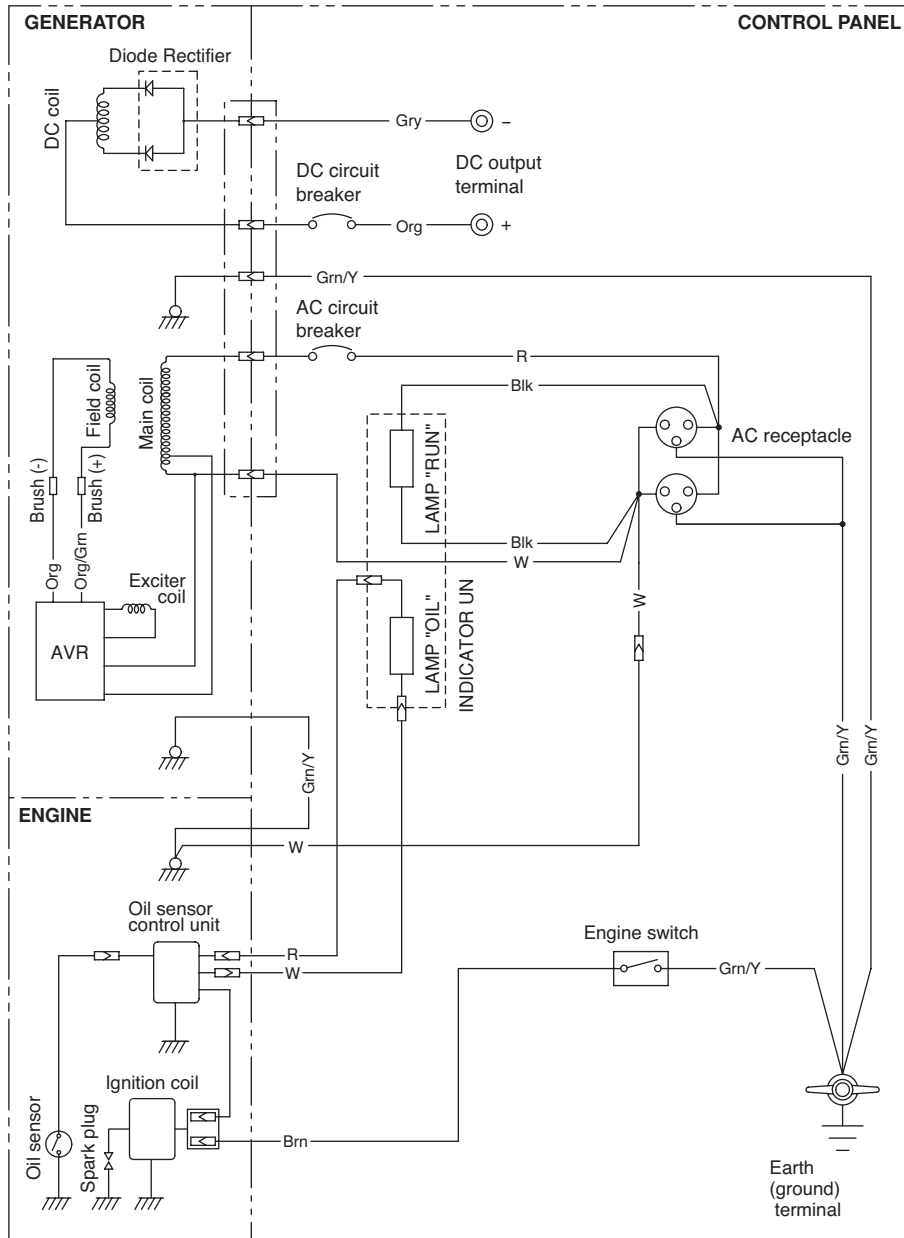 GENERATOR
CONTROL PANEL
Diode Rectifier
DC coil
Gry
−
DC circuit
breaker
DC output
terminal
Org
+
Grn/Y
AC circuit
breaker
R
Blk
Field coil
Main coil
LAMP "RUN"
AC receptacle
Brush (-)
Brush (+)
Blk
W
Org
Org/Grn
Exciter
coil
AVR
LAMP "OIL"
INDICATOR UN
W
Grn/Y
Grn/Y
Grn/Y
ENGINE
W
Oil sensor
control unit
R
W
Engine switch
Grn/Y
Ignition coil
Oil sensor
Spark plug
Brn
Earth
(ground)
terminal